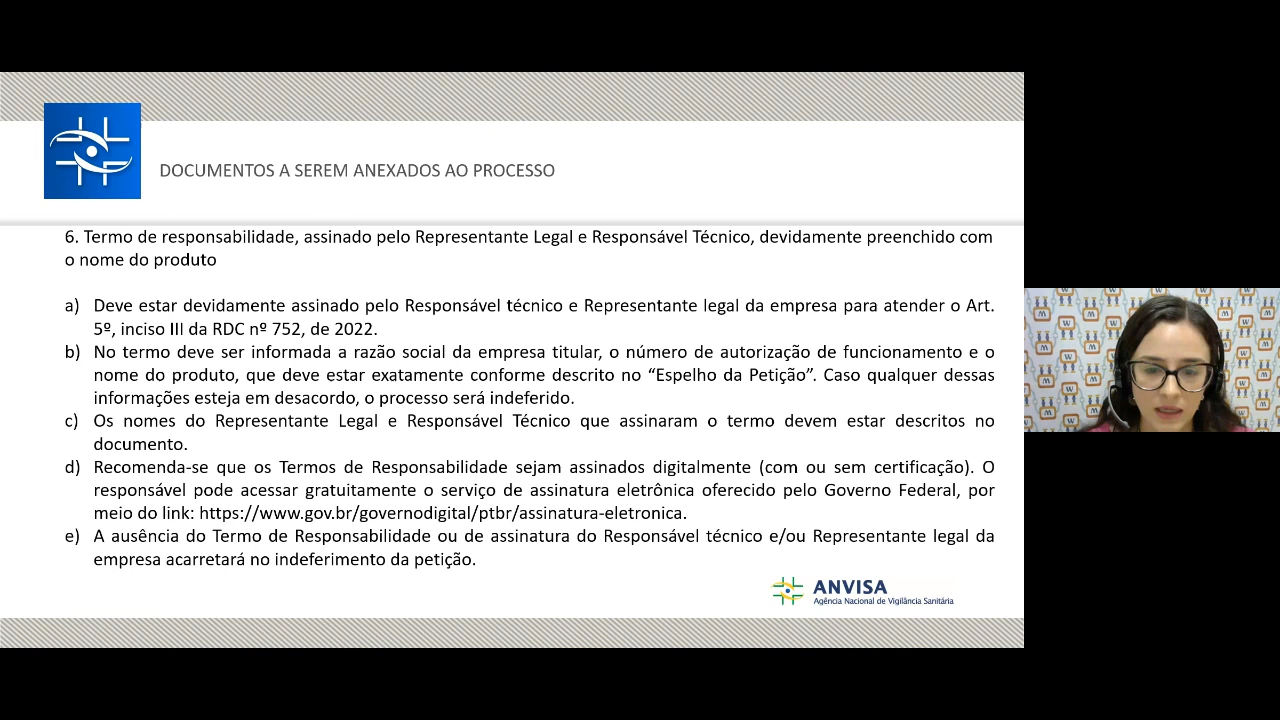 DOCUMENTOS A SEREM ANEXADOS AO PROCESSO
6. Termo de responsabilidade, assinado pelo Representante Legal e Responsável Técnico, devidamente preenchido com
o nome do produto
a) Deve estar devidamente assinado pelo Responsável técnico e Representante legal da empresa para atender o Art.
5º, inciso III da RDC nº 752, de 2022.
b) No termo deve ser informada a razão social da empresa titular, o número de autorização de funcionamento e o
nome do produto, que deve estar exatamente conforme descrito no “Espelho da Petição”. Caso qualquer dessas
informações esteja em desacordo, o processo será indeferido.
c) Os nomes do Representante Legal e Responsável Técnico que assinaram o termo devem estar descritos no
documento.
d) Recomenda-se que os Termos de Responsabilidade sejam assinados digitalmente (com ou sem certificação). O
responsável pode acessar gratuitamente o serviço de assinatura eletrônica oferecido pelo Governo Federal, por
meio do link: https://www.gov.br/governodigital/ptbr/assinatura-eletronica.
e) A ausência do Termo de Responsabilidade ou de assinatura do Responsável técnico e/ou Representante legal da
empresa acarretará no indeferimento da petição.
ANVISA
Agência Nacional de Vigilância Sanitária